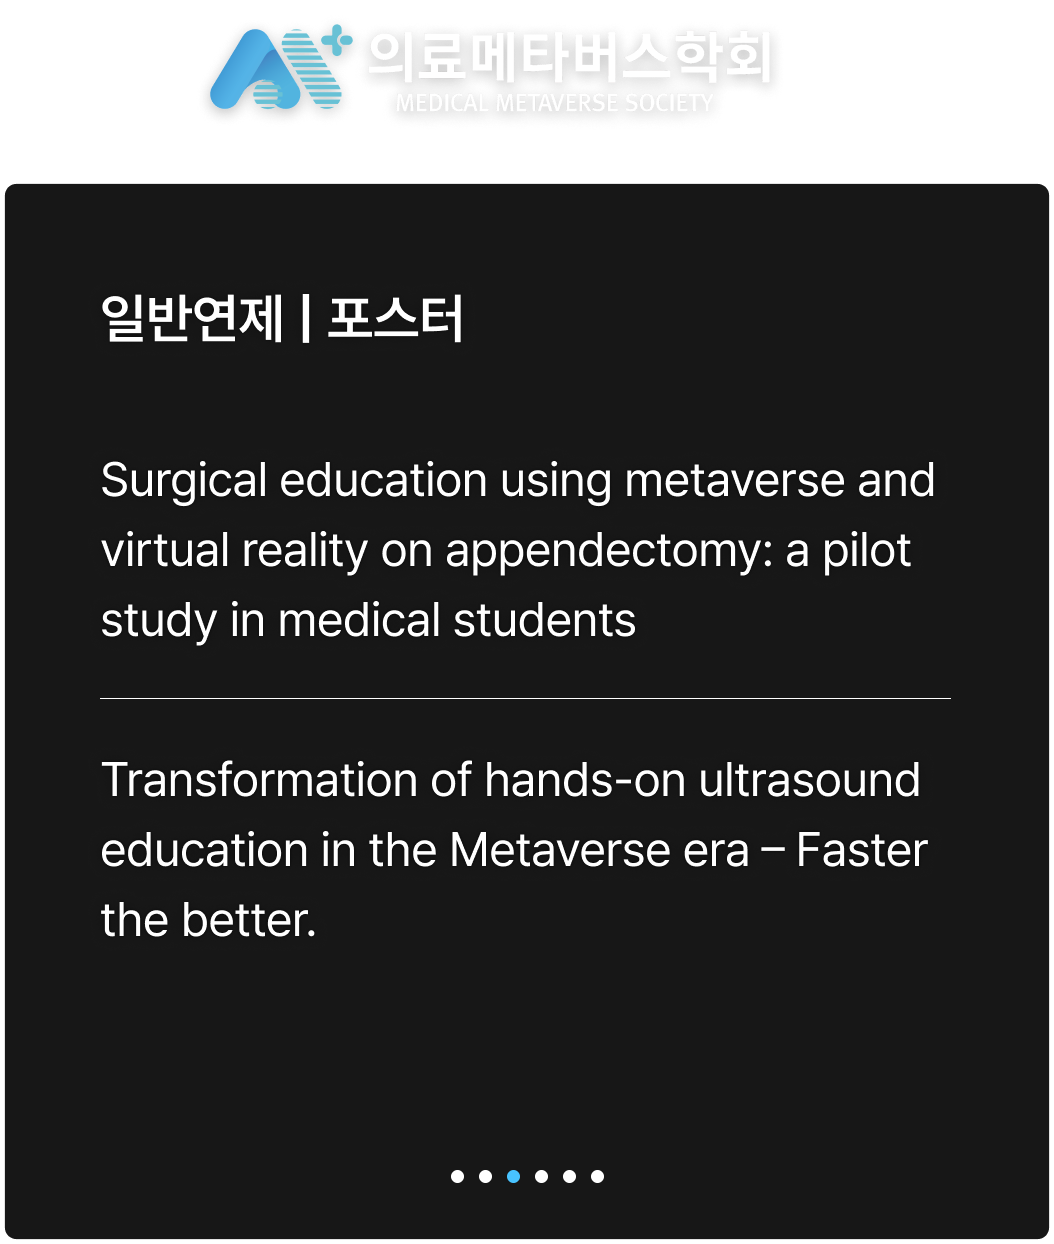 의료메타버스학회
MEDICAL METAVERSE SOCIETY
일반연제 | 포스터
Surgical education using metaverse and
virtual reality on appendectomy: a pilot
study in medical students
Transformation of hands-on ultrasound
education in the Metaverse era – Faster
the better.